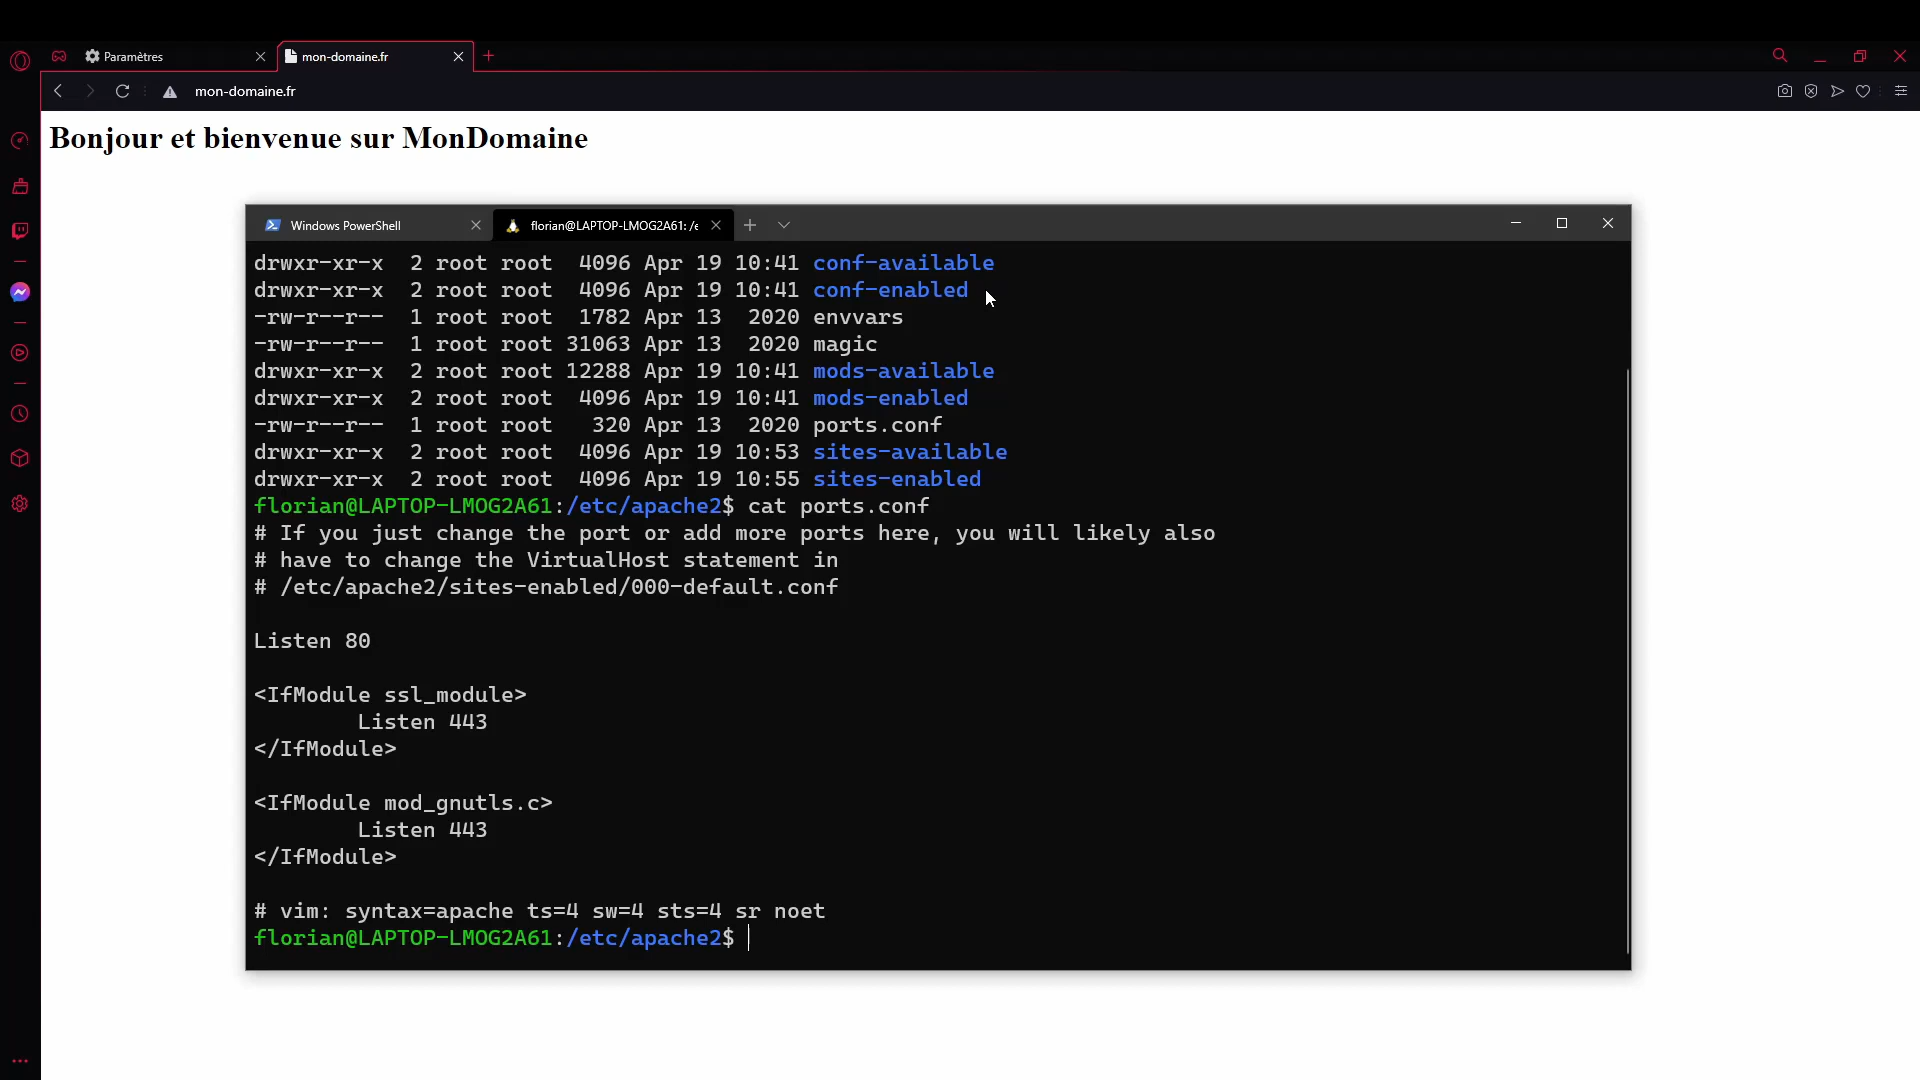 Paramètres
mon-domaine.fr
mon-domaine.fr
Bonjour et bienvenue sur MonDomaine
Windows PowerShell
florian@LAPTOP-LMOG2A61: /e
drwxr-xr-x  2 root root  4096 Apr 19 10:41 conf-available
drwxr-xr-x  2 root root  4096 Apr 19 10:41 conf-enabled
-rw-r--r--  1 root root  1782 Apr 13  2020 envvars
-rw-r--r--  1 root root 31063 Apr 13  2020 magic
drwxr-xr-x  2 root root 12288 Apr 19 10:41 mods-available
drwxr-xr-x  2 root root  4096 Apr 19 10:41 mods-enabled
-rw-r--r--  1 root root   320 Apr 13  2020 ports.conf
drwxr-xr-x  2 root root  4096 Apr 19 10:53 sites-available
drwxr-xr-x  2 root root  4096 Apr 19 10:55 sites-enabled
florian@LAPTOP-LMOG2A61:/etc/apache2$ cat ports.conf
# If you just change the port or add more ports here, you will likely also
# have to change the VirtualHost statement in
# /etc/apache2/sites-enabled/000-default.conf
Listen 80
<IfModule ssl_module>
        Listen 443
</IfModule>
<IfModule mod_gnutls.c>
        Listen 443
</IfModule>
# vim: syntax=apache ts=4 sw=4 sts=4 sr noet
florian@LAPTOP-LMOG2A61:/etc/apache2$